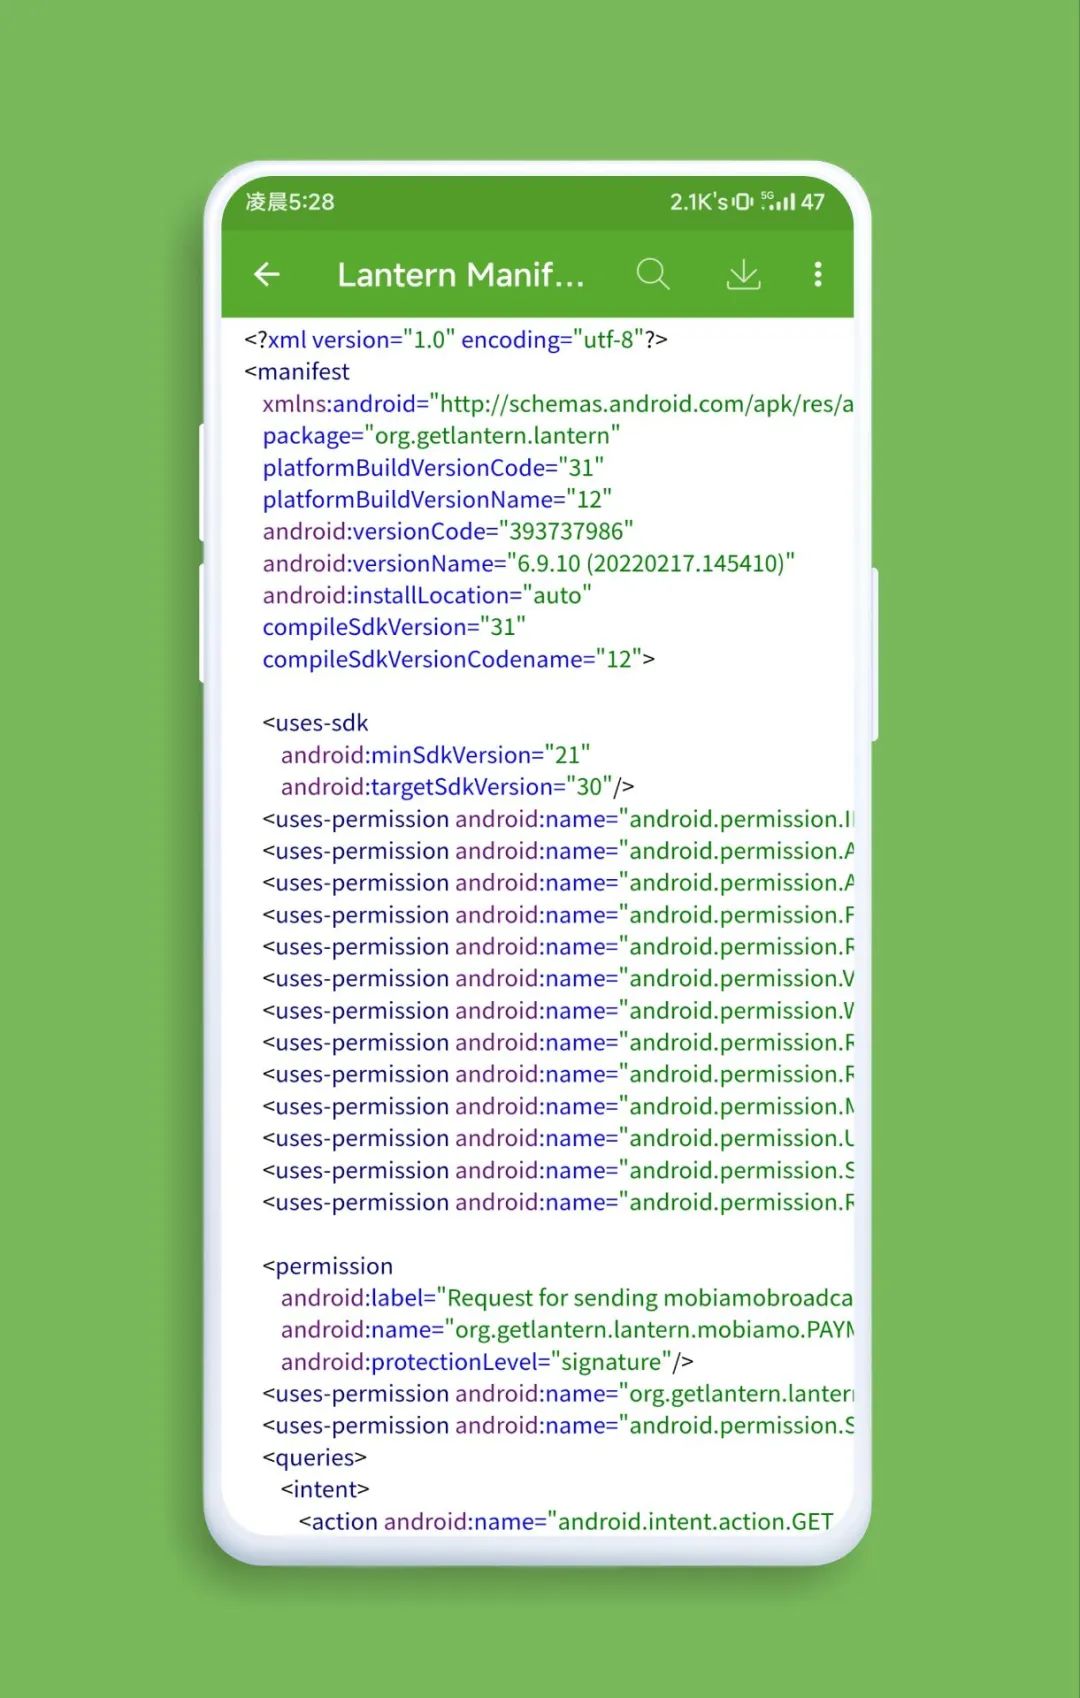 凌晨5:28 2.1K's 5G 47
Lantern Manif...
<?xml version="1.0" encoding="utf-8"?>
<manifest
xmlns:android="http://schemas.android.com/apk/res/a
package="org.getlantern.lantern"
platformBuildVersionCode="31"
platformBuildVersionName="12"
android:versionCode="393737986"
android:versionName="6.9.10 (20220217.145410)"
android:installLocation="auto"
compileSdkVersion="31"
compileSdkVersionCodename="12">
<uses-sdk
android:minSdkVersion="21"
android:targetSdkVersion="30"/>
<uses-permission android:name="android.permission.I
<uses-permission android:name="android.permission.A
<uses-permission android:name="android.permission.A
<uses-permission android:name="android.permission.F
<uses-permission android:name="android.permission.R
<uses-permission android:name="android.permission.V
<uses-permission android:name="android.permission.W
<uses-permission android:name="android.permission.R
<uses-permission android:name="android.permission.R
<uses-permission android:name="android.permission.M
<uses-permission android:name="android.permission.U
<uses-permission android:name="android.permission.S
<uses-permission android:name="android.permission.R
<permission
android:label="Request for sending mobiamobroadca
android:name="org.getlantern.lantern.mobiamo.PAYM
android:protectionLevel="signature"/>
<uses-permission android:name="org.getlantern.lantern
<uses-permission android:name="android.permission.S
<queries>
<intent>
<action android:name="android.intent.action.GET